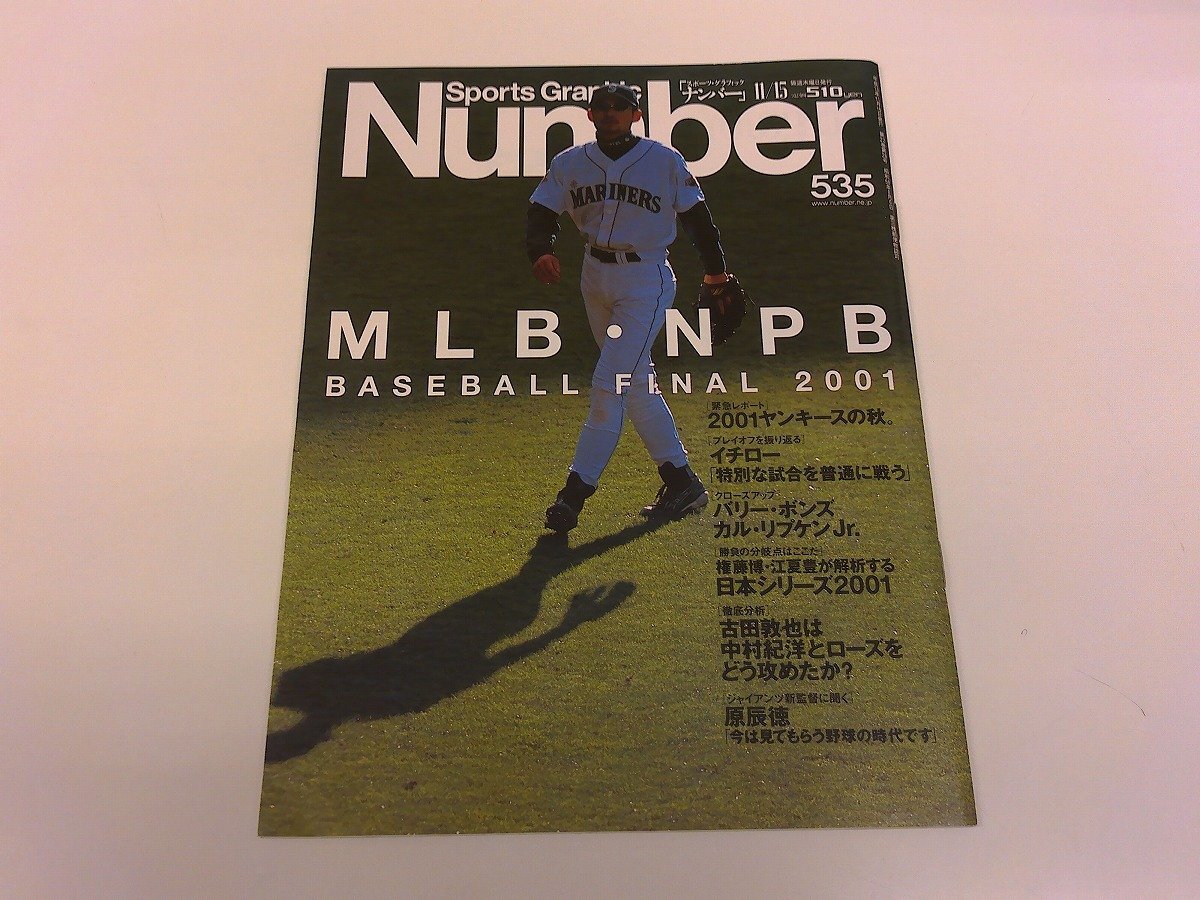 Sports Graphic
Number
「スポーツ・グラフィック
ナンバー」
11/15
毎週木曜日発行
510yen
535
www.number.ne.jp
MARINERS
MLB・NPB
BASEBALL FINAL 2001
[緊急レポート]
2001ヤンキースの秋。
[プレイオフを振り返る]
イチロー
「特別な試合を普通に戦う」
[クローズアップ]
バリー・ボンズ
カル・リプケンJr.
[勝負の分岐点はここだ]
権藤博・江夏豊が解析する
日本シリーズ2001
[徹底分析]
古田敦也は
中村紀洋とローズを
どう攻めたか?
[ジャイアンツ新監督に聞く]
原辰徳
「今は見てもらう野球の時代です」